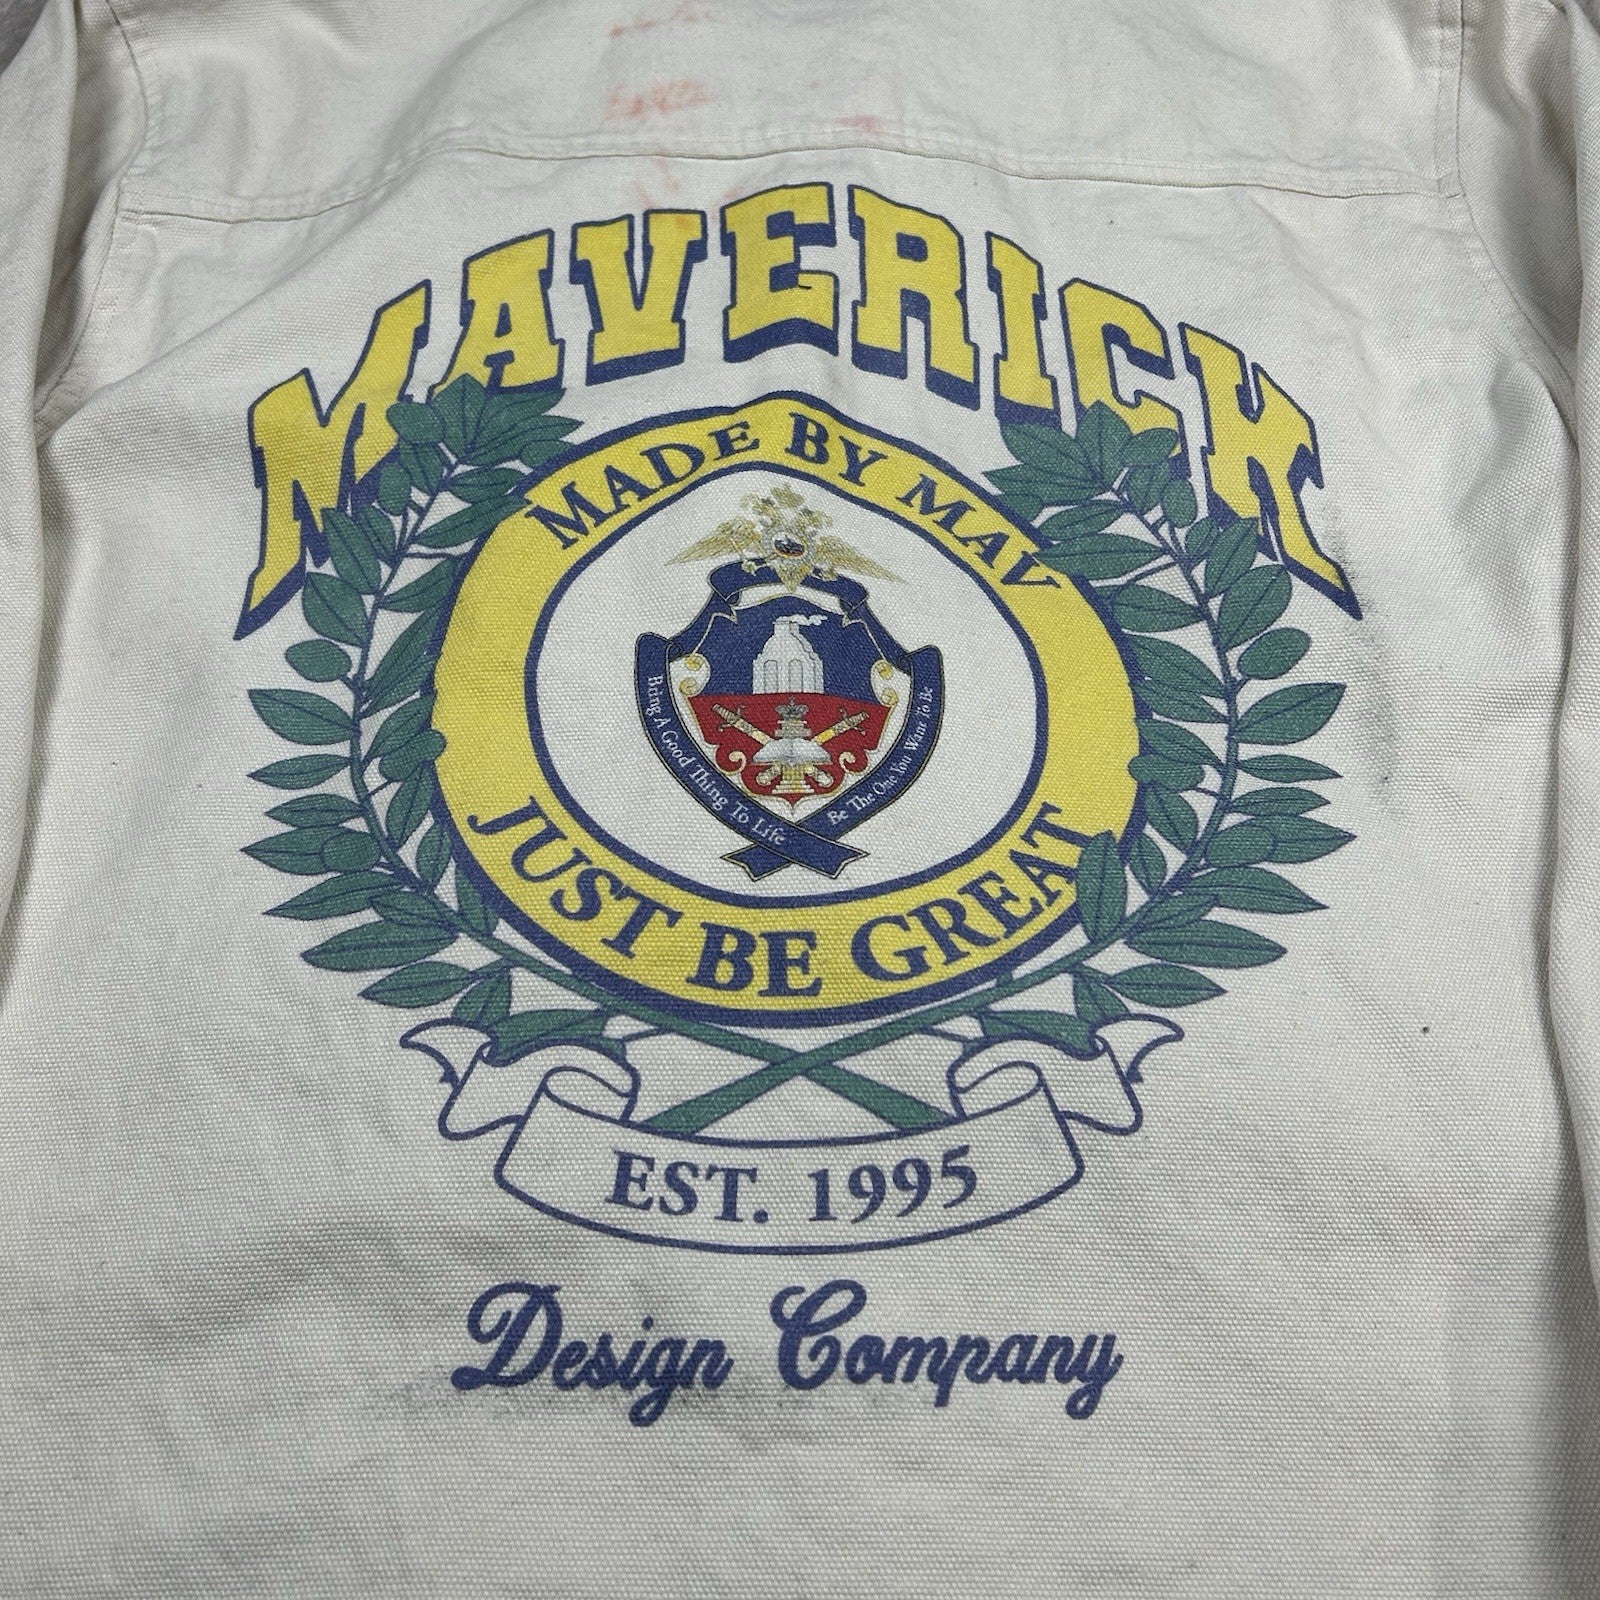 MAVERICK
MADE BY MAV
Being A Good Thing To Life
Be The One You Want To Be
JUST BE GREAT
EST. 1995
Design Company